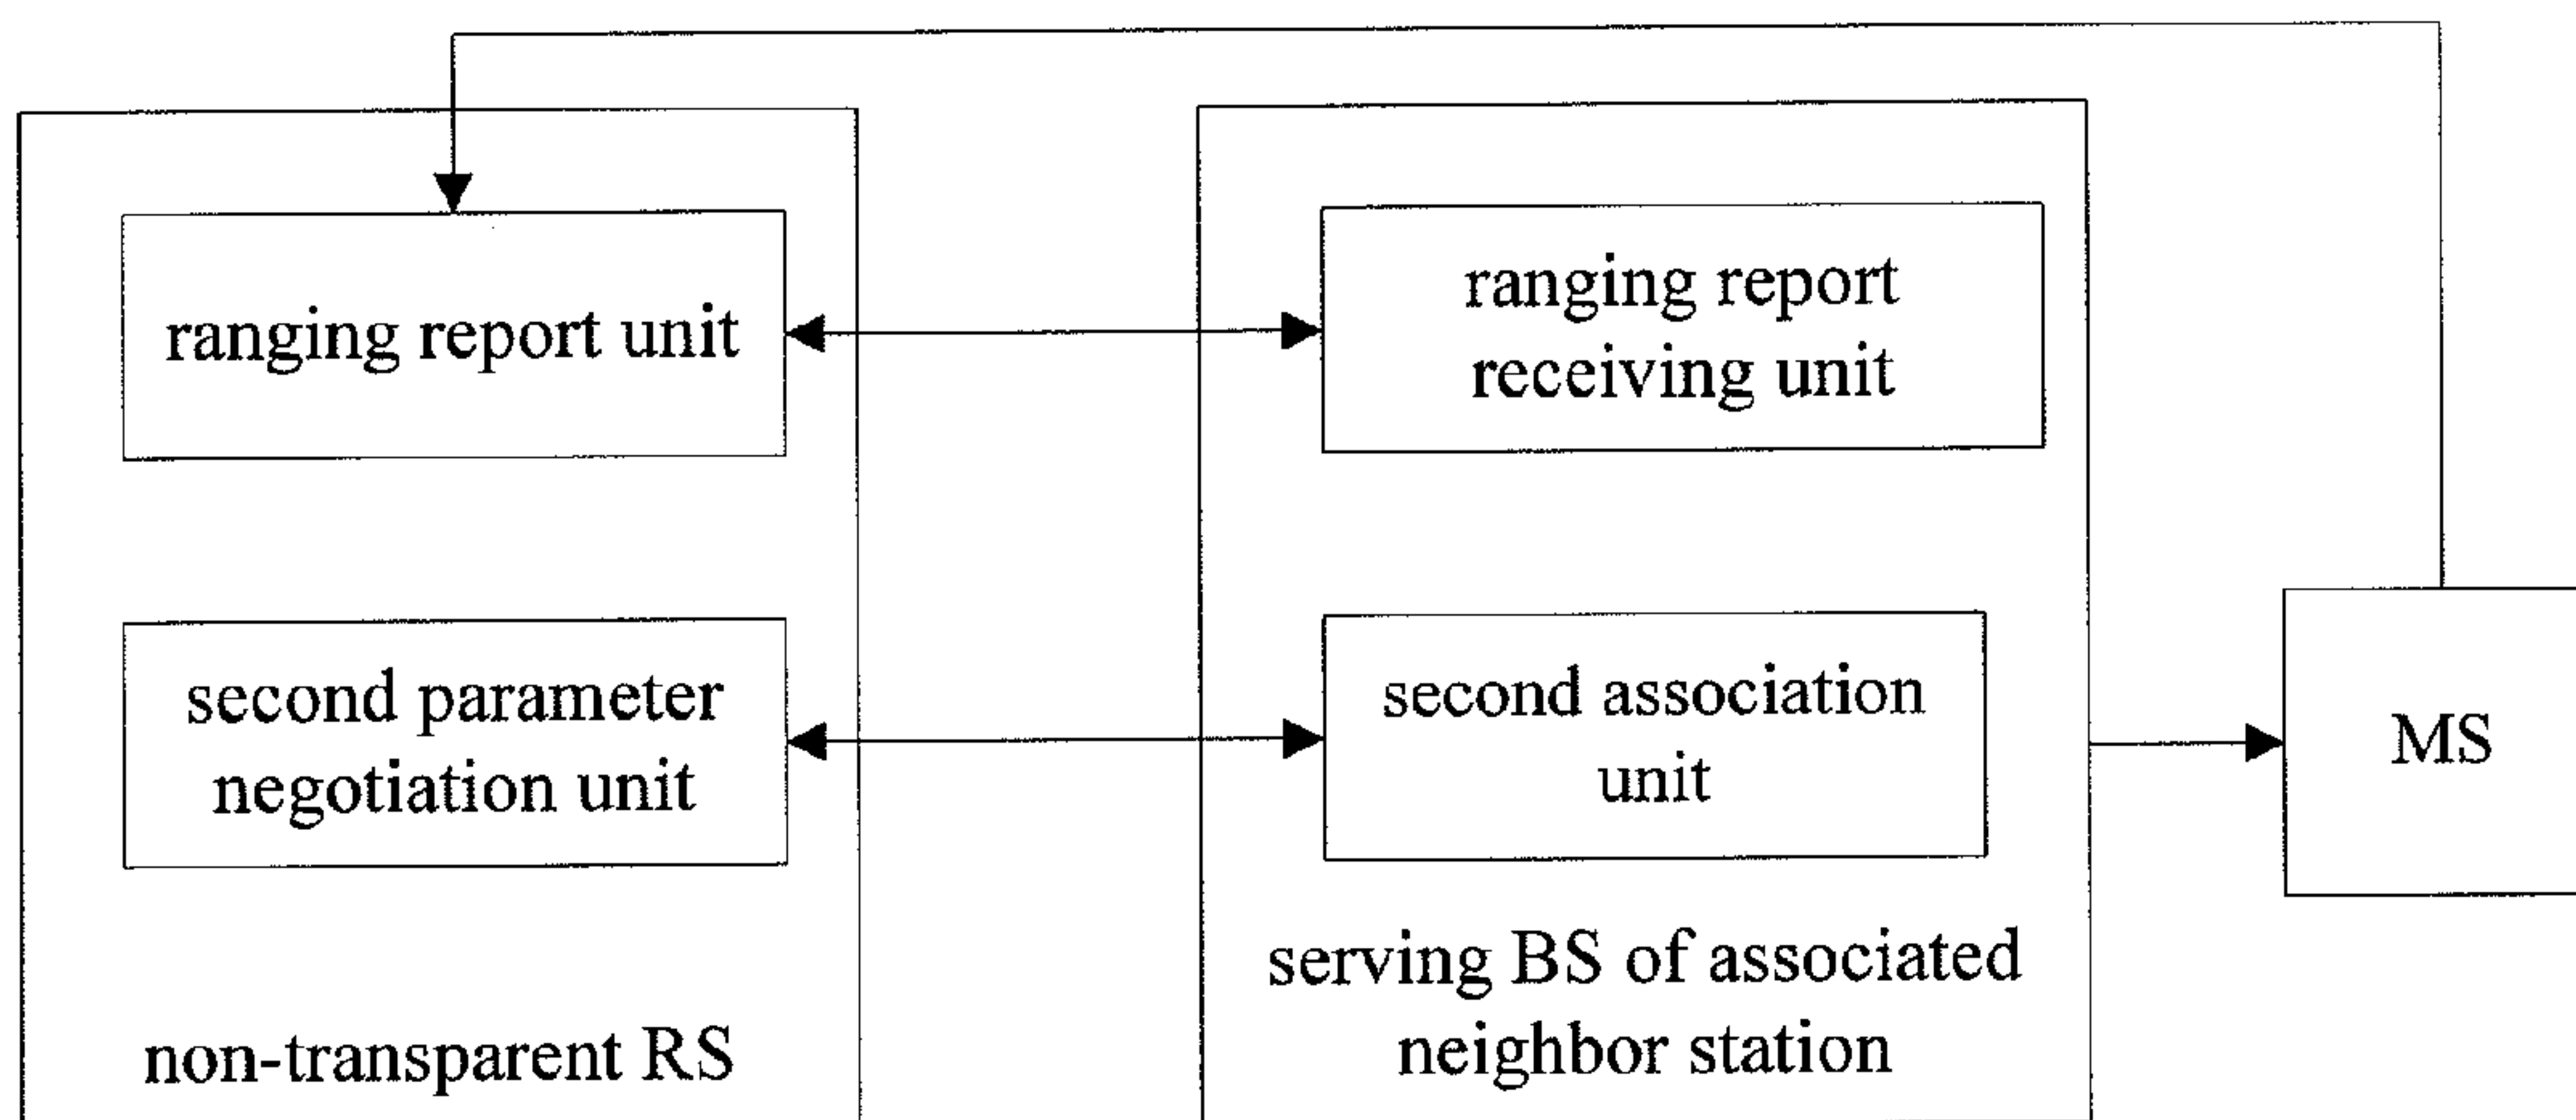 ranging report unit
ranging report
receiving unit
second parameter
negotiation unit
second association
unit
MS
serving BS of associated
neighbor station
non-transparent RS